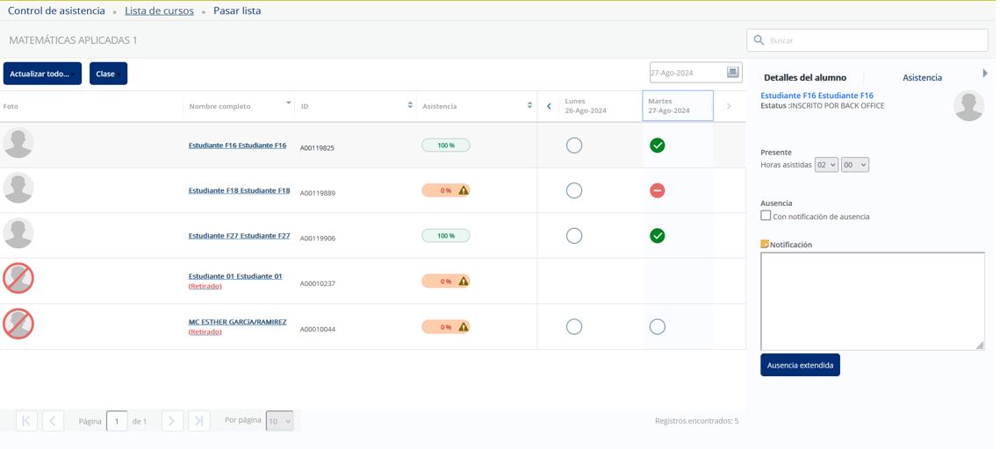 Control de asistencia • Lista de cursos • Pasar lista
MATEMÁTICAS APLICADAS 1
Buscar
Actualizar todo... Clase
27-Ago-2024
Foto Nombre completo ID Asistencia Lunes 26-Ago-2024 Martes 27-Ago-2024
Estudiante F16 Estudiante F16 A00119825 100 %
Estudiante F18 Estudiante F18 A00119889 0 %
Estudiante F27 Estudiante F27 A00119906 100 %
Estudiante 01 Estudiante 01
(Retirado) A00010237 0 %
MC ESTHER GARCíA/RAMIREZ
(Retirado) A00010044 0 %
Página 1 de 1 Por página 10
Registros encontrados: 5
Detalles del alumno Asistencia
Estudiante F16 Estudiante F16
Estatus :INSCRITO POR BACK OFFICE
Presente
Horas asistidas 02 00
Ausencia
Con notificación de ausencia
Notificación
Ausencia extendida